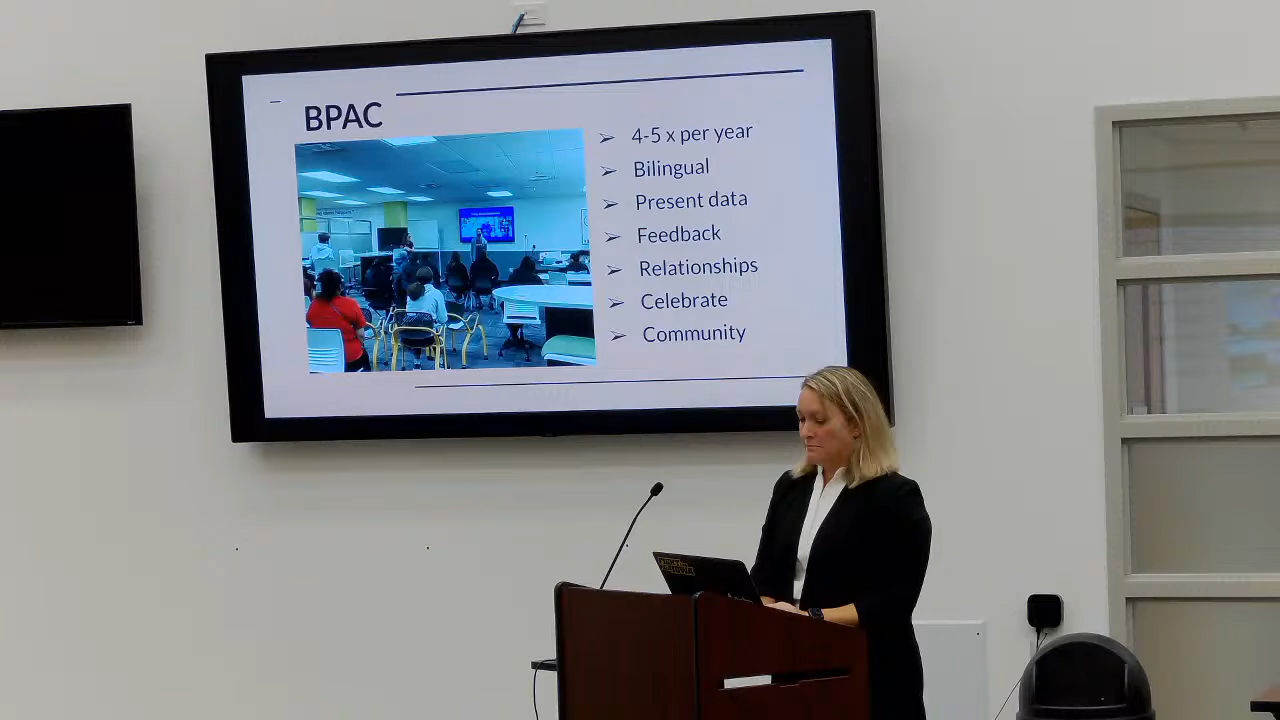 BPAC
➢ 4-5 x per year
➢ Bilingual
➢ Present data
➢ Feedback
➢ Relationships
➢ Celebrate
➢ Community